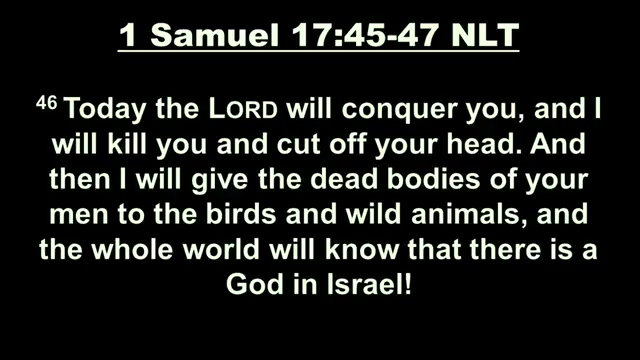 1 Samuel 17:45-47 NLT
46 Today the LORD will conquer you, and I
will kill you and cut off your head. And
then I will give the dead bodies of your
men to the birds and wild animals, and
the whole world will know that there is a
God in Israel!